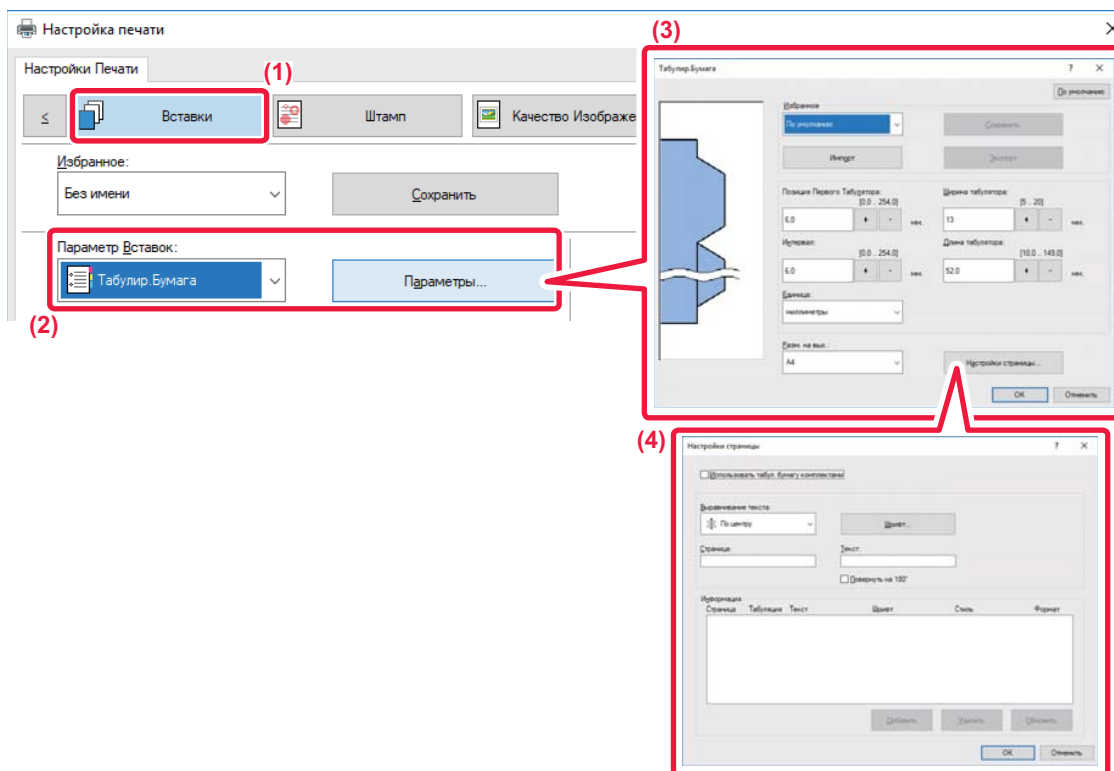 Настройка печати
Настройки Печати
(1)
≤
Вставки
Штамп
Качество Изображе
Избранное:
Без имени
Сохранить
Параметр Вставок:
Табулир.Бумага
Параметры...
(2)
(3)
Табулир.Бумага
?
По умолчанию
Избранное
По умолчанию
Сохранить
Импорт
Экспорт
Позиция Первого Табулятора:
[0,0 .. 254,0]
6,0
+
-
мм.
Ширина табулятора:
[5 .. 20]
13
+
-
мм.
Интервал:
[0,0 .. 254,0]
6,0
+
-
мм.
Длина табулятора:
[10,0 .. 149,0]
52,0
+
-
мм.
Единица:
миллиметры
Разм. на вых.:
A4
Настройки страницы...
OK
Отменить
(4)
Настройки страницы
?
Использовать табул. бумагу комплектами
Выравнивание текста:
По центру
Шрифт...
Страница:
Текст:
Повернуть на 180°
Информация
Страница Табуляция Текст Шрифт Стиль Формат
Добавить
Удалить
Обновить
OK
Отменить